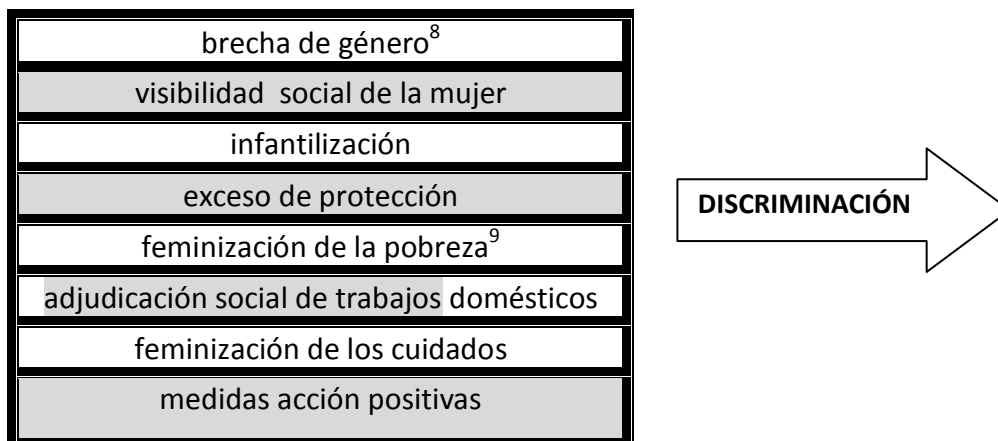 brecha de género⁸
visibilidad social de la mujer
infantilización
exceso de protección
feminización de la pobreza⁹
adjudicación social de trabajos domésticos
feminización de los cuidados
medidas acción positivas
DISCRIMINACIÓN